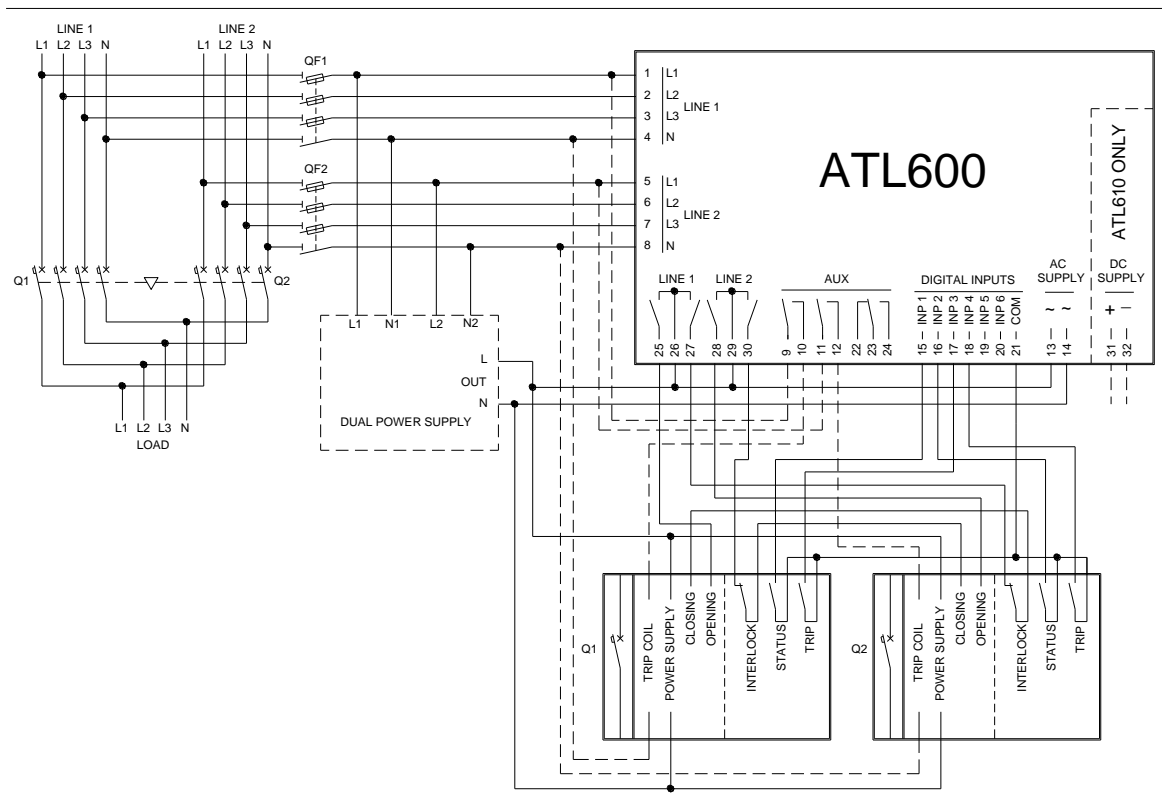 LINE 1
L1 L2 L3 N
LINE 2
L1 L2 L3 N
QF1
QF2
Q1
Q2
L1 L2 L3 N
LOAD
1 L1
2 L2
3 L3
4 N
LINE 1
5 L1
6 L2
7 L3
8 N
LINE 2
ATL600
ATL610 ONLY
LINE 1
LINE 2
AUX
DIGITAL INPUTS
AC
SUPPLY
DC
SUPPLY
25
26
27
28
29
30
9
10
11
12
22
23
24
15 INP 1
16 INP 2
17 INP 3
18 INP 4
19 INP 5
20 INP 6
21 COM
13 ~
14 ~
31 +
32 –
L1 N1 L2 N2
L
OUT
N
DUAL POWER SUPPLY
Q1
TRIP COIL
POWER SUPPLY
CLOSING
OPENING
INTERLOCK
STATUS
TRIP
Q2
TRIP COIL
POWER SUPPLY
CLOSING
OPENING
INTERLOCK
STATUS
TRIP